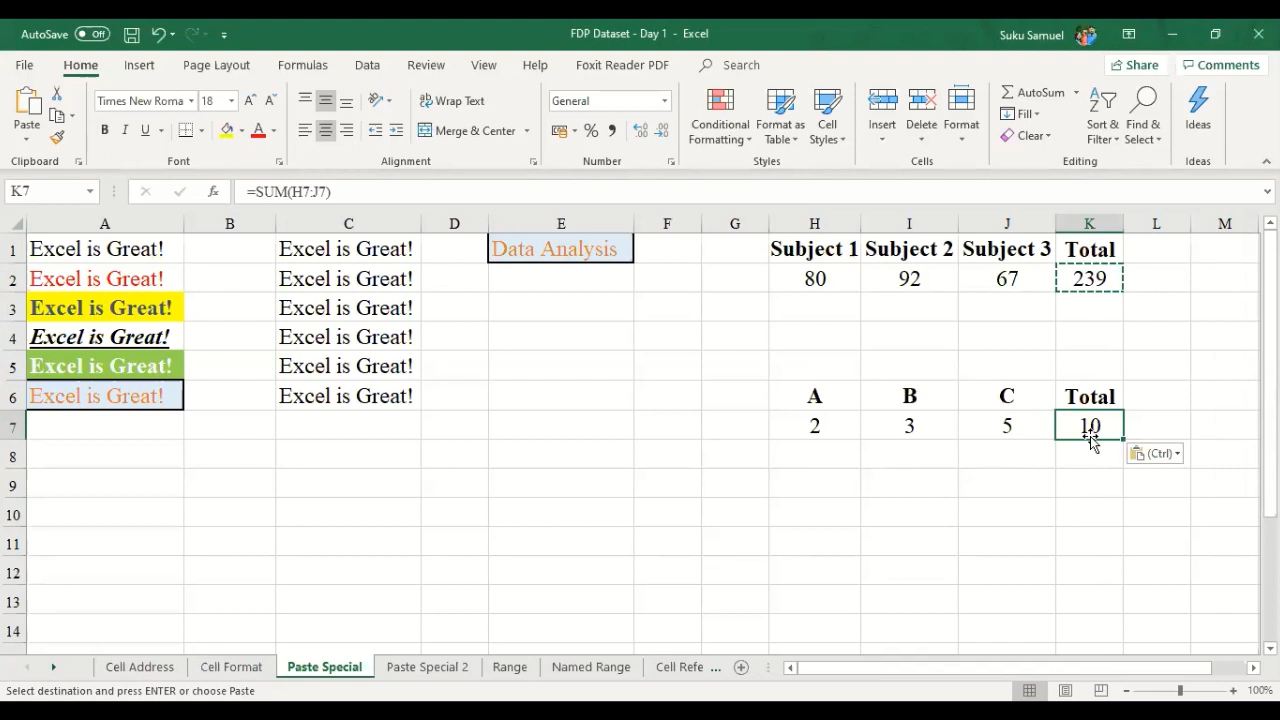 AutoSave Off
FDP Dataset - Day 1 - Excel
Suku Samuel
File Home Insert Page Layout Formulas Data Review View Help Foxit Reader PDF Search Share Comments
Paste
Clipboard
Times New Roma 18
B I U
Font
Wrap Text
Merge & Center
Alignment
General
Number
Conditional Formatting
Format as Table
Cell Styles
Styles
Insert Delete Format
Cells
AutoSum
Fill
Clear
Sort & Filter
Find & Select
Editing
Ideas
Ideas
K7 fx =SUM(H7:J7)
A B C D E F G H I J K L M
1 Excel is Great! Excel is Great! Data Analysis Subject 1 Subject 2 Subject 3 Total
2 Excel is Great! Excel is Great! 80 92 67 239
3 Excel is Great! Excel is Great!
4 Excel is Great! Excel is Great!
5 Excel is Great! Excel is Great!
6 Excel is Great! Excel is Great! A B C Total
7 2 3 5 10
8 (Ctrl)
9
10
11
12
13
14
Cell Address Cell Format Paste Special Paste Special 2 Range Named Range Cell Refe ...
Select destination and press ENTER or choose Paste 100%